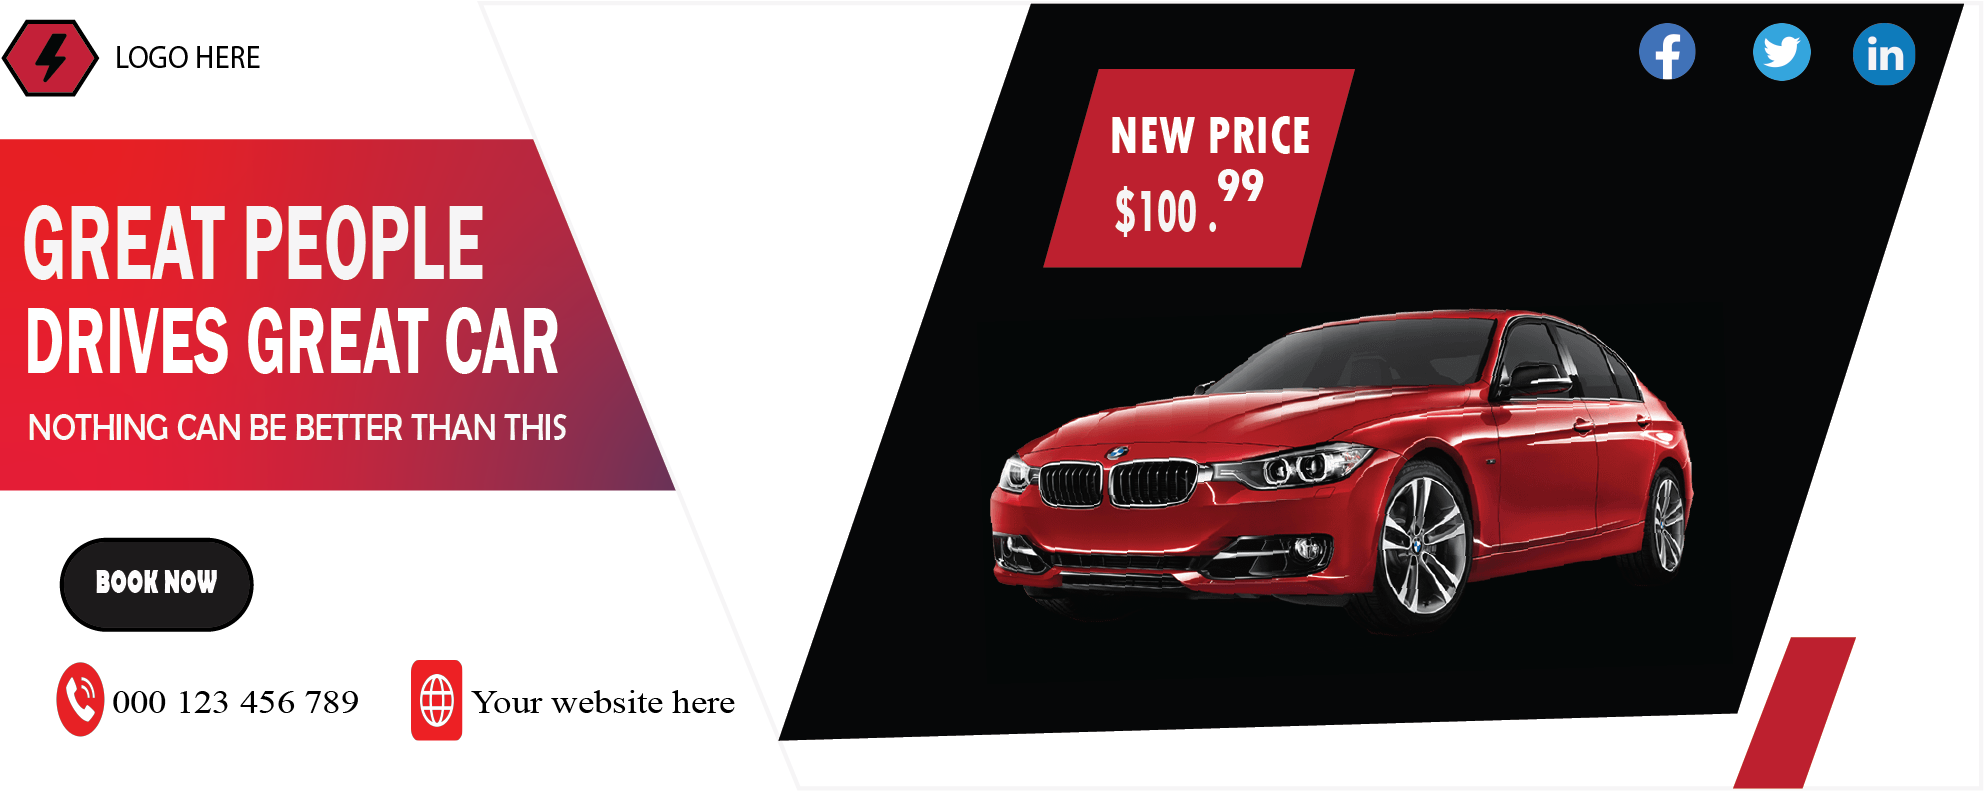 LOGO HERE
GREAT PEOPLE
DRIVES GREAT CAR
NOTHING CAN BE BETTER THAN THIS
BOOK NOW
000 123 456 789
Your website here
NEW PRICE
$100 .99
f
in